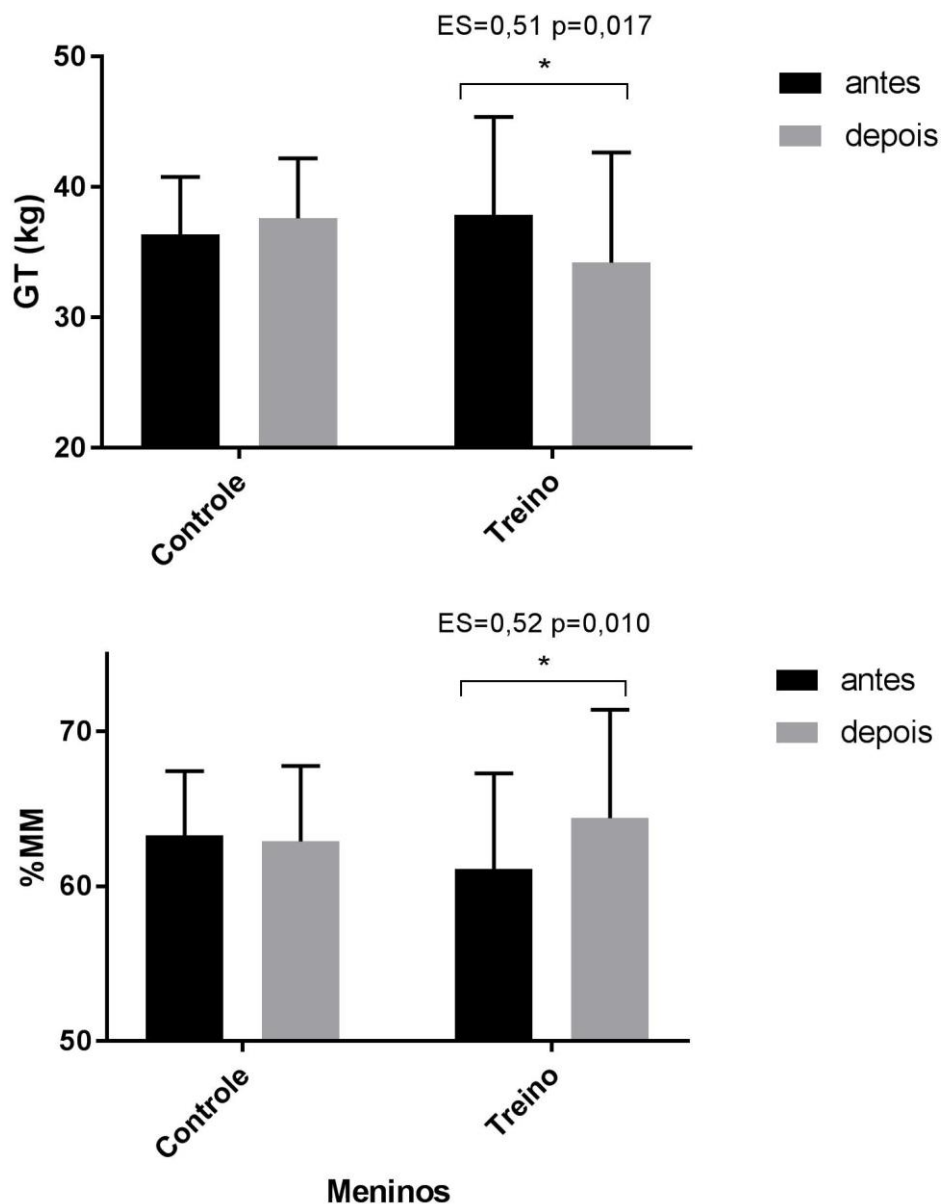 ES=0,51 p=0,017
*
antes
depois
50
40
30
20
GT (kg)
Controle
Treino
ES=0,52 p=0,010
*
antes
depois
70
60
50
%MM
Controle
Treino
Meninos